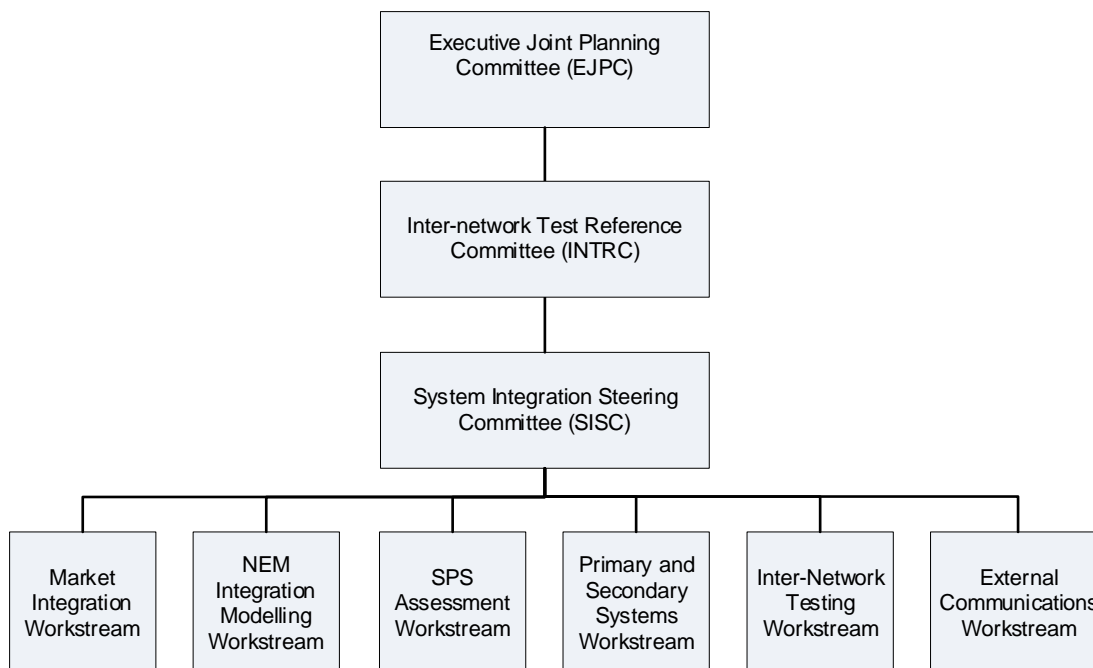 Executive Joint Planning
Committee (EJPC)
Inter-network Test Reference
Committee (INTRC)
System Integration Steering
Committee (SISC)
Market
Integration
Workstream
NEM
Integration
Modelling
Workstream
SPS
Assessment
Workstream
Primary and
Secondary
Systems
Workstream
Inter-Network
Testing
Workstream
External
Communications
Workstream